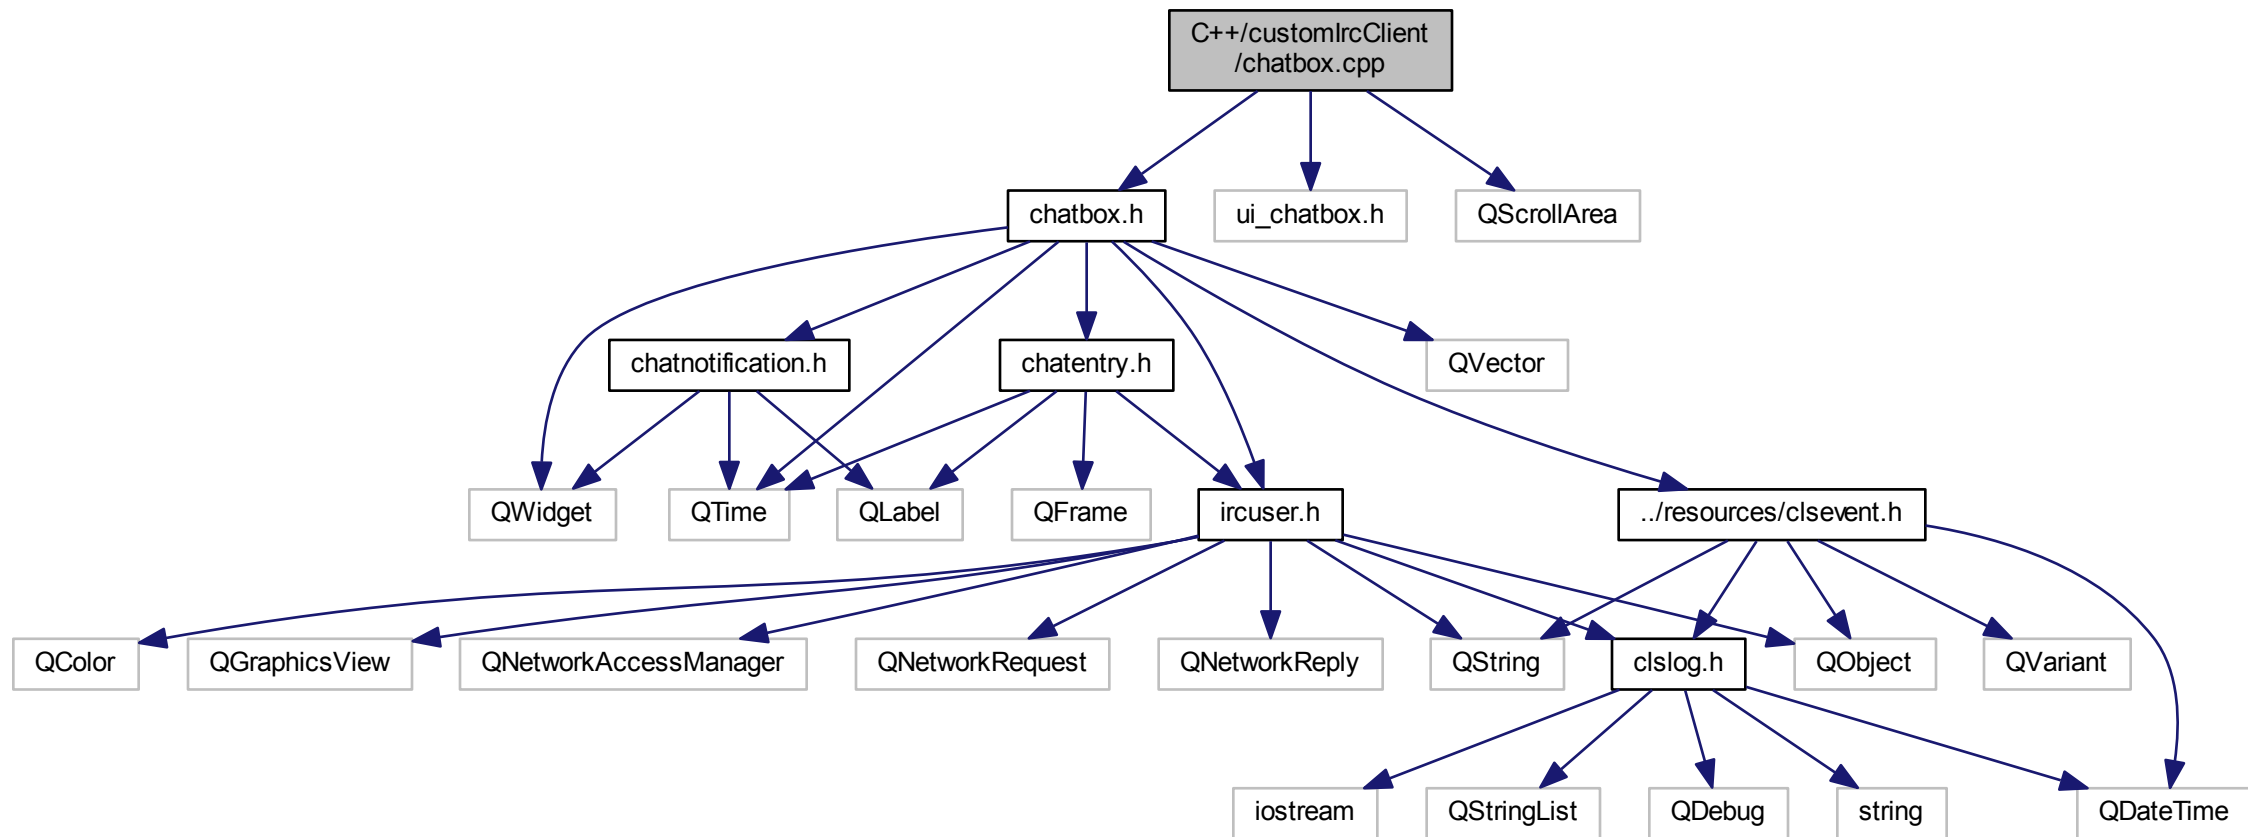 C++/customIrcClient
/chatbox.cpp
chatbox.h
ui_chatbox.h
QScrollArea
chatnotification.h
chatentry.h
QVector
QWidget
QTime
QLabel
QFrame
ircuser.h
../resources/clsevent.h
QColor
QGraphicsView
QNetworkAccessManager
QNetworkRequest
QNetworkReply
QString
clslog.h
QObject
QVariant
iostream
QStringList
QDebug
string
QDateTime